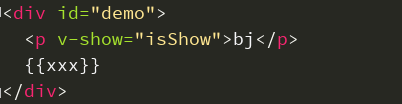 <div id="demo">
<p v-show="isShow">bj</p>
{{xxx}}
</div>